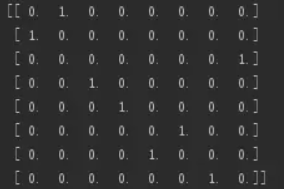 [[ 0. 1. 0. 0. 0. 0. 0. 0.]
[ 1. 0. 0. 0. 0. 0. 0. 0.]
[ 0. 0. 0. 0. 0. 0. 0. 1.]
[ 0. 0. 1. 0. 0. 0. 0. 0.]
[ 0. 0. 0. 1. 0. 0. 0. 0.]
[ 0. 0. 0. 0. 0. 1. 0. 0.]
[ 0. 0. 0. 0. 1. 0. 0. 0.]
[ 0. 0. 0. 0. 0. 0. 1. 0.]]